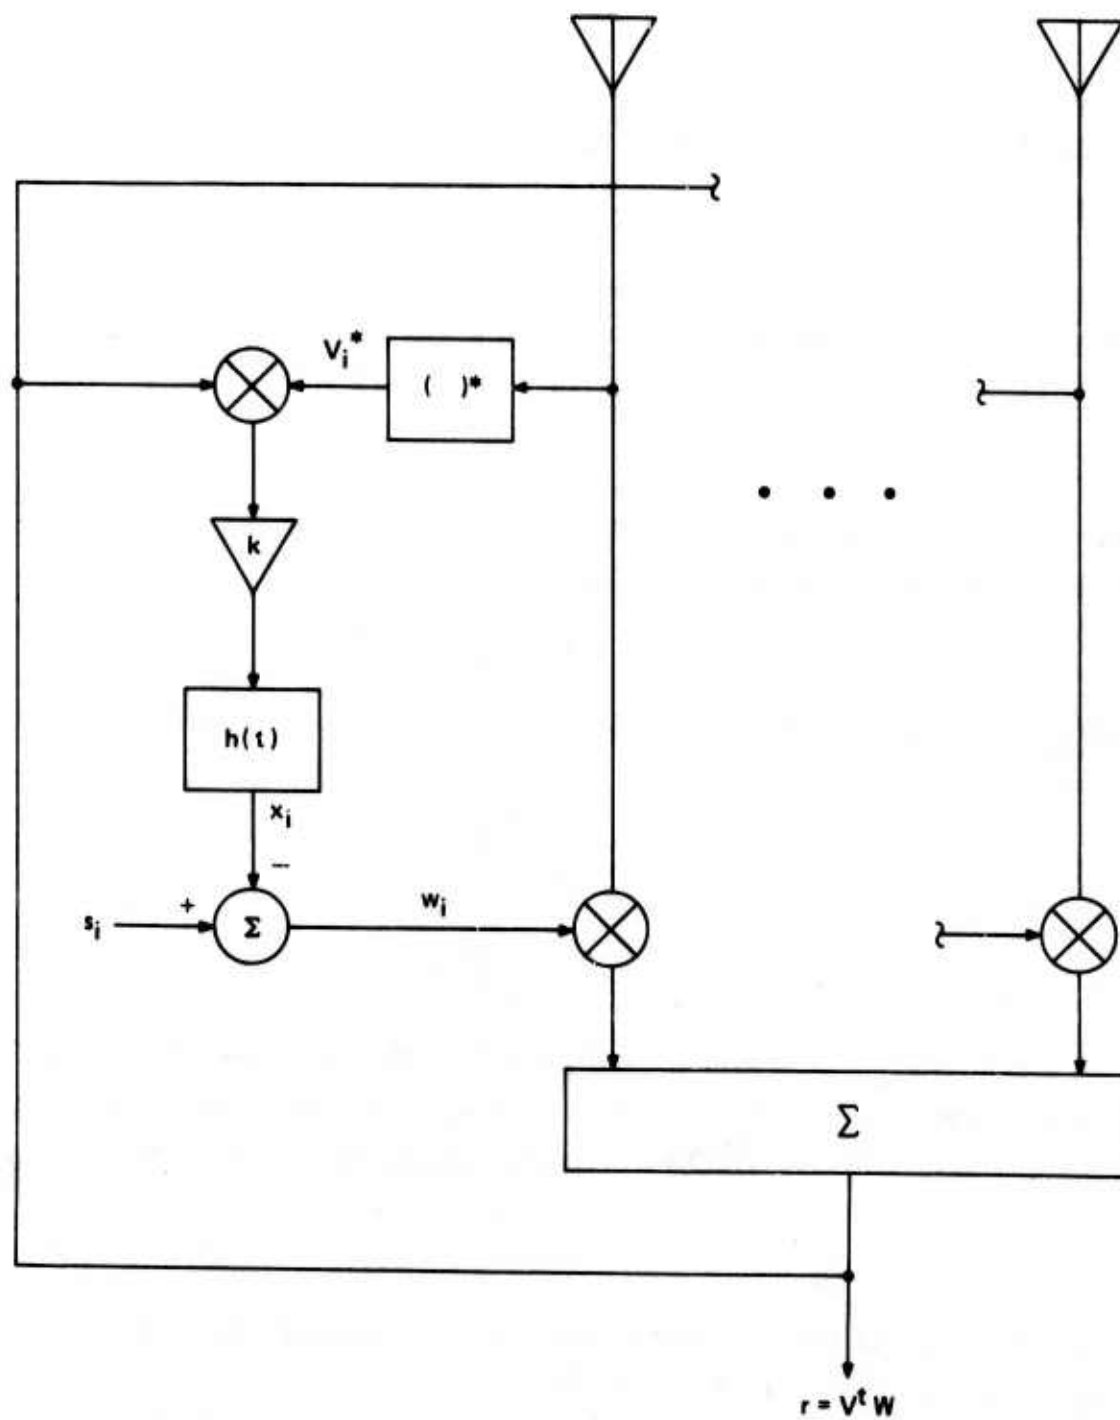 V_i^*
( )*
k
h(t)
x_i
−
s_i
+
Σ
w_i
Σ
r = V^t W